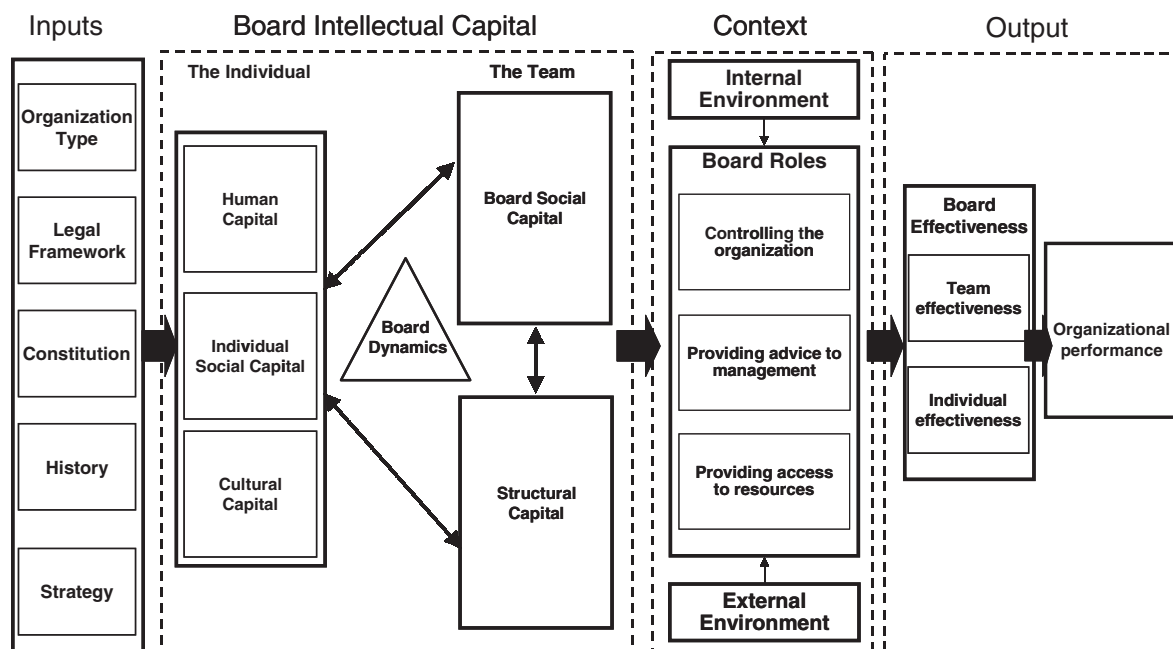 Inputs
Organization
Type
Legal
Framework
Constitution
History
Strategy
Board Intellectual Capital
The Individual
Human
Capital
Individual
Social Capital
Cultural
Capital
Board
Dynamics
The Team
Board Social
Capital
Structural
Capital
Context
Internal
Environment
Board Roles
Controlling the
organization
Providing advice to
management
Providing access
to resources
External
Environment
Output
Board
Effectiveness
Team
effectiveness
Individual
effectiveness
Organizational
performance